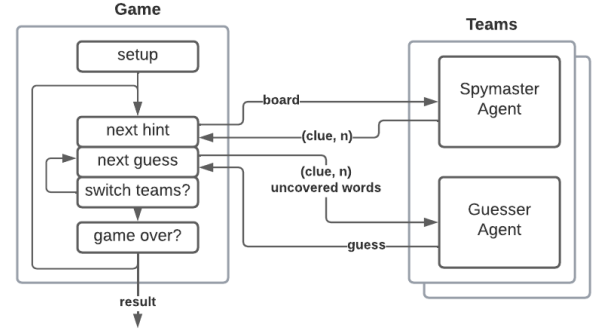 Game
Teams
setup
board
Spymaster
Agent
next hint
(clue, n)
next guess
(clue, n)
uncovered words
switch teams?
Guesser
Agent
game over?
guess
result